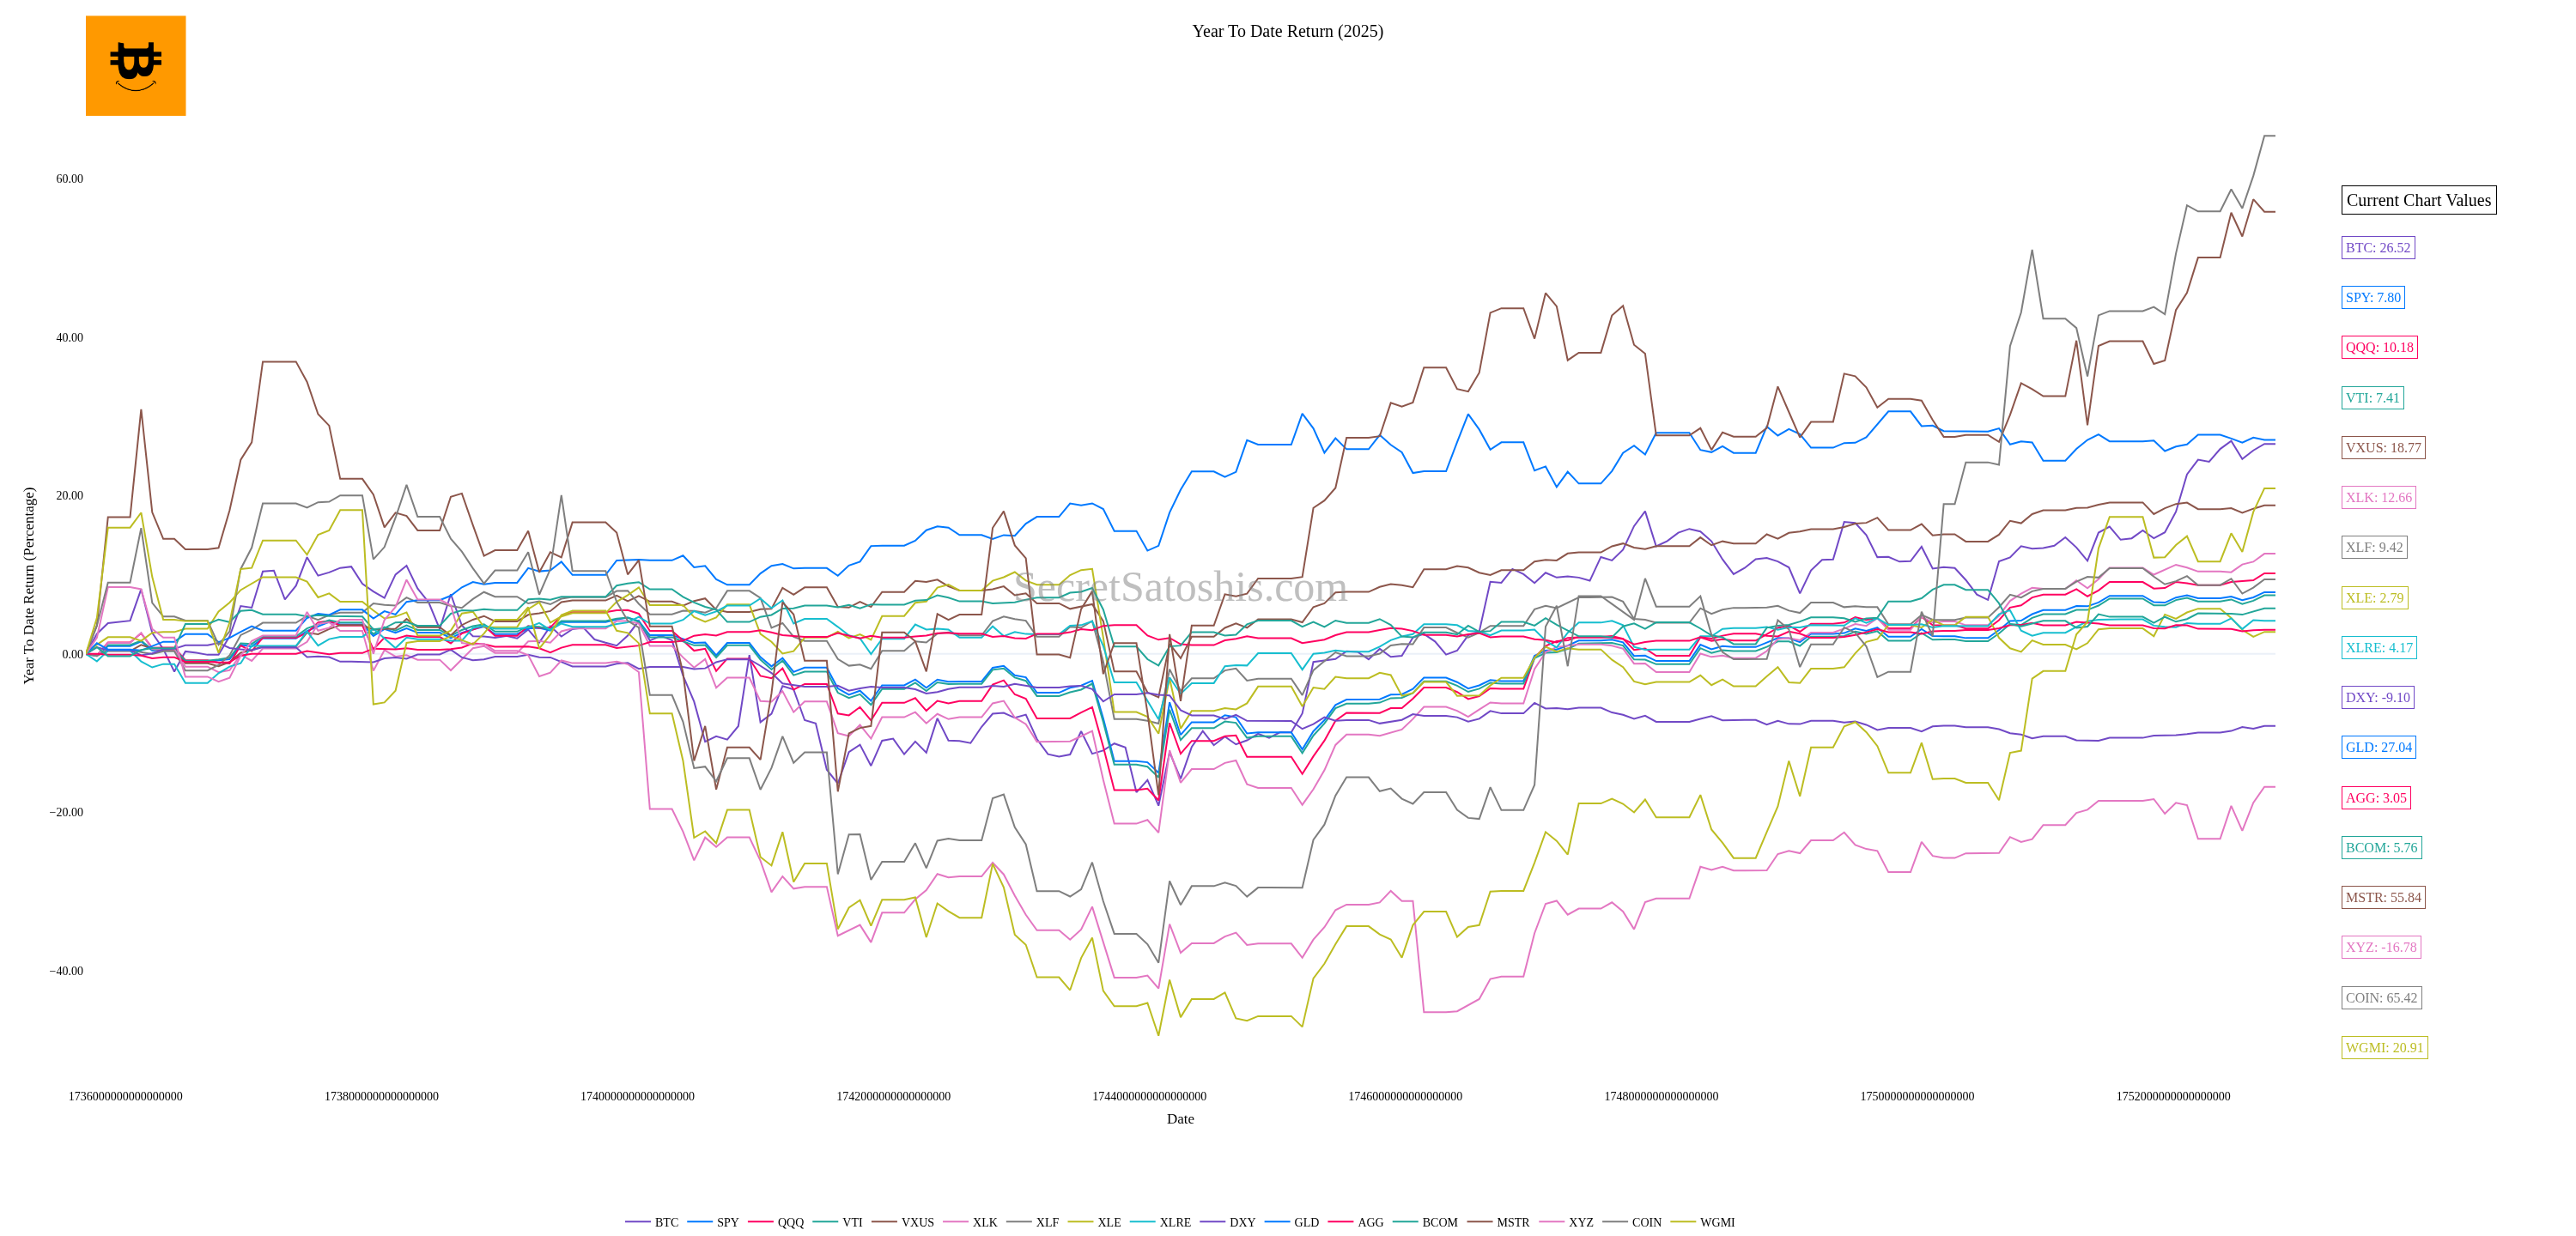 Year To Date Return (2025)
60.00
40.00
20.00
0.00
−20.00
−40.00
Year To Date Return (Percentage)
SecretSatoshis.com
Current Chart Values
BTC: 26.52
SPY: 7.80
QQQ: 10.18
VTI: 7.41
VXUS: 18.77
XLK: 12.66
XLF: 9.42
XLE: 2.79
XLRE: 4.17
DXY: -9.10
GLD: 27.04
AGG: 3.05
BCOM: 5.76
MSTR: 55.84
XYZ: -16.78
COIN: 65.42
WGMI: 20.91
1736000000000000000 1738000000000000000 1740000000000000000 1742000000000000000 1744000000000000000 1746000000000000000 1748000000000000000 1750000000000000000 1752000000000000000
Date
BTC SPY QQQ VTI VXUS XLK XLF XLE XLRE DXY GLD AGG BCOM MSTR XYZ COIN WGMI